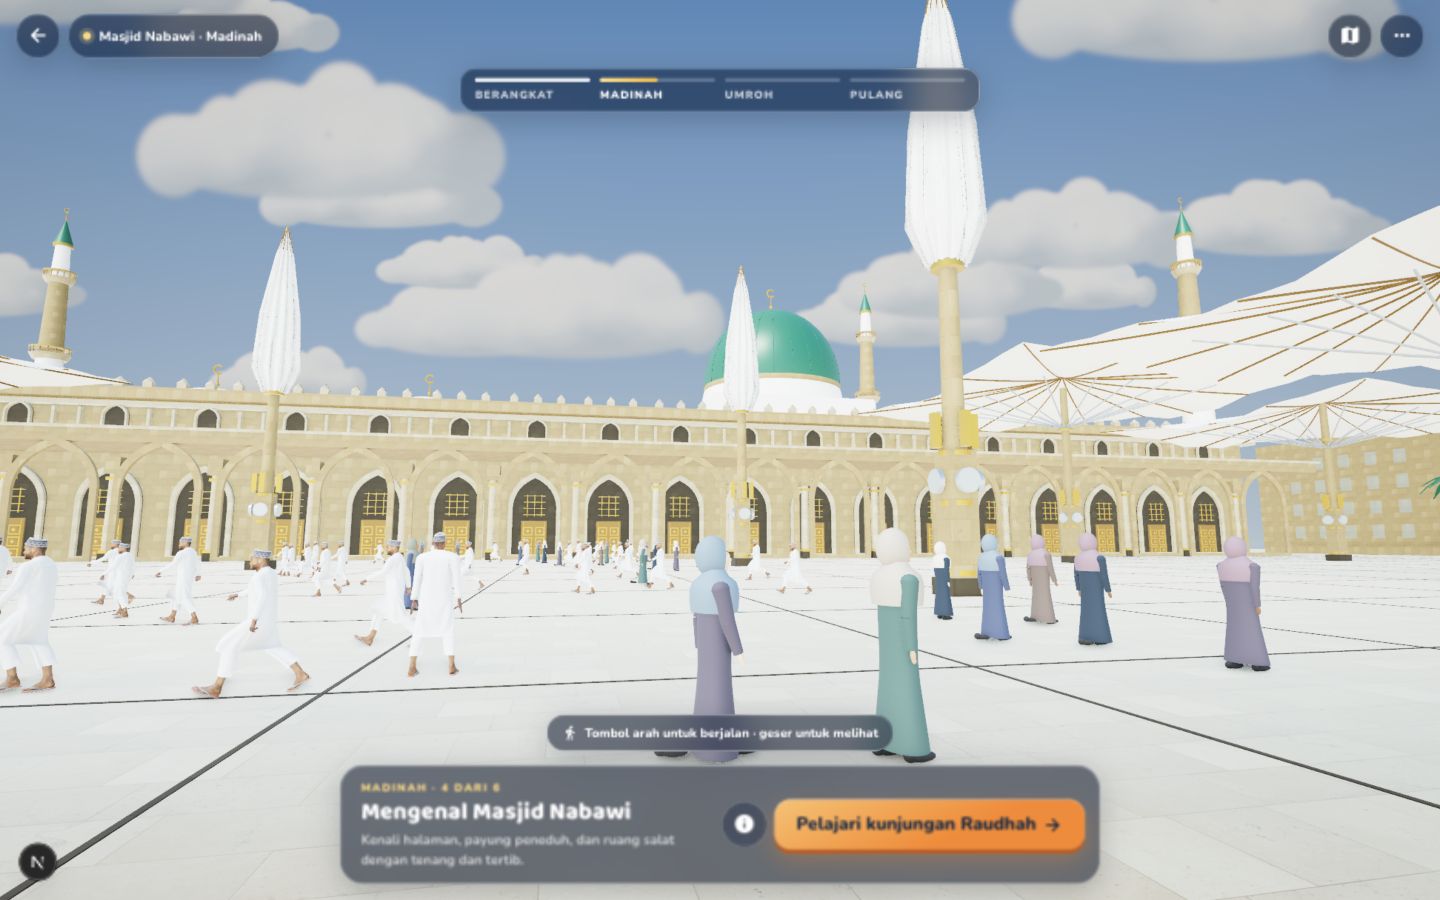 Masjid Nabawi · Madinah
BERANGKAT
MADINAH
UMROH
PULANG
Tombol arah untuk berjalan · geser untuk melihat
MADINAH · 4 DARI 6
Mengenal Masjid Nabawi
Kenali halaman, payung peneduh, dan ruang salat
dengan tenang dan tertib.
Pelajari kunjungan Raudhah →
N